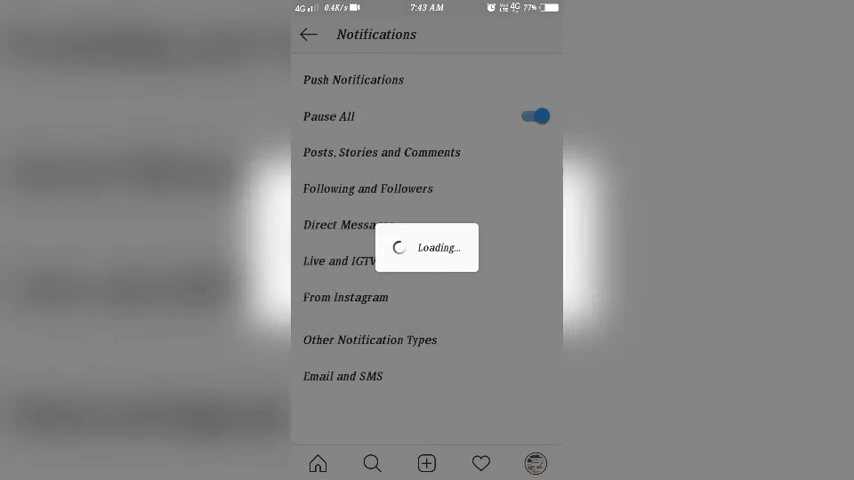 4G 0.4K/s 7:43 AM 4G 77%
Notifications
Push Notifications
Pause All
Posts, Stories and Comments
Following and Followers
Direct Messa
Loading...
Live and IGTV
From Instagram
Other Notification Types
Email and SMS